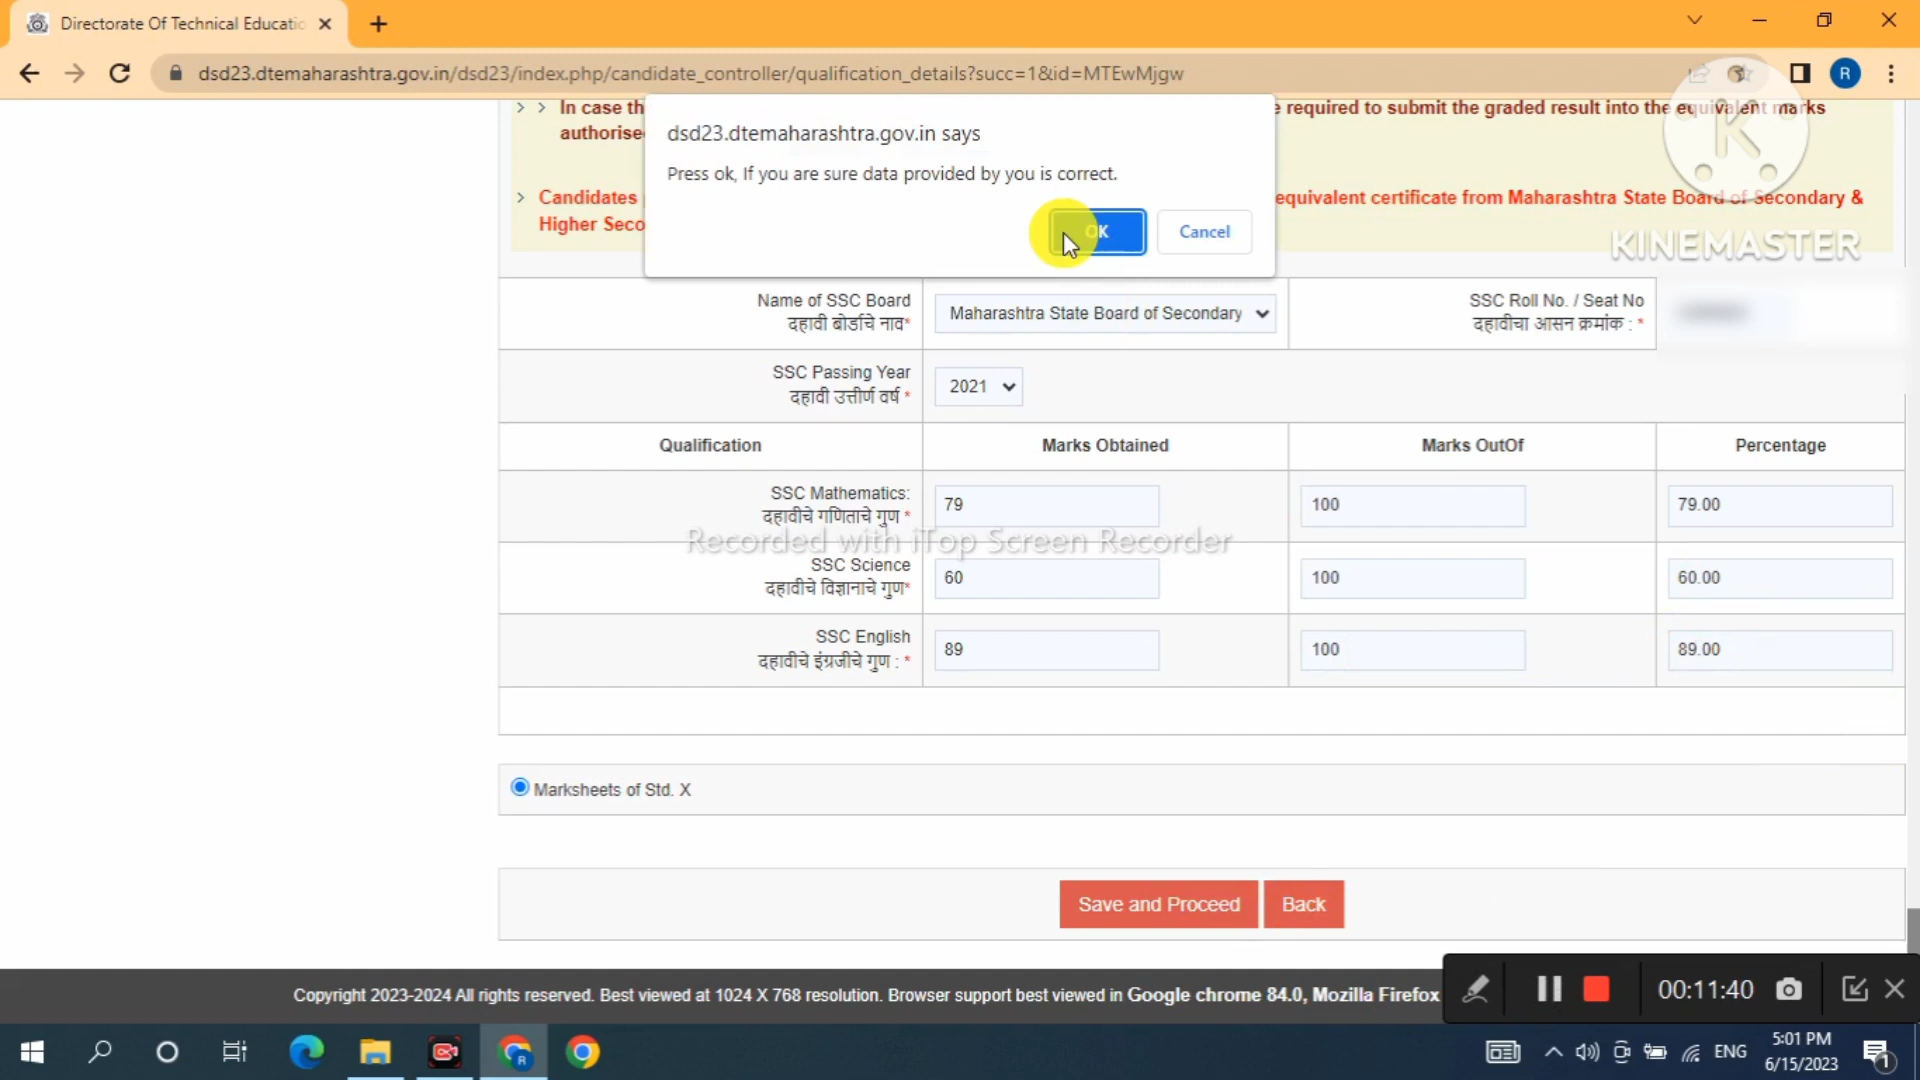 Directorate Of Technical Educatio
dsd23.dtemaharashtra.gov.in/dsd23/index.php/candidate_controller/qualification_details?succ=1&id=MTEwMjgw
R
> > In case th
e required to submit the graded result into the equivalent marks
authorise
> Candidates
equivalent certificate from Maharashtra State Board of Secondary &
Higher Seco
dsd23.dtemaharashtra.gov.in says
Press ok, If you are sure data provided by you is correct.
OK Cancel
K
KINEMASTER
Name of SSC Board
दहावी बोर्डाचे नाव*
Maharashtra State Board of Secondary
SSC Roll No. / Seat No
दहावीचा आसन क्रमांक : *
SSC Passing Year
दहावी उत्तीर्ण वर्ष *
2021
Qualification Marks Obtained Marks OutOf Percentage
SSC Mathematics:
दहावीचे गणिताचे गुण *
79 100 79.00
Recorded with iTop Screen Recorder
SSC Science
दहावीचे विज्ञानाचे गुण*
60 100 60.00
SSC English
दहावीचे इंग्रजीचे गुण : *
89 100 89.00
Marksheets of Std. X
Save and Proceed Back
Copyright 2023-2024 All rights reserved. Best viewed at 1024 X 768 resolution. Browser support best viewed in Google chrome 84.0, Mozilla Firefox
00:11:40
R
ENG
5:01 PM
6/15/2023
1